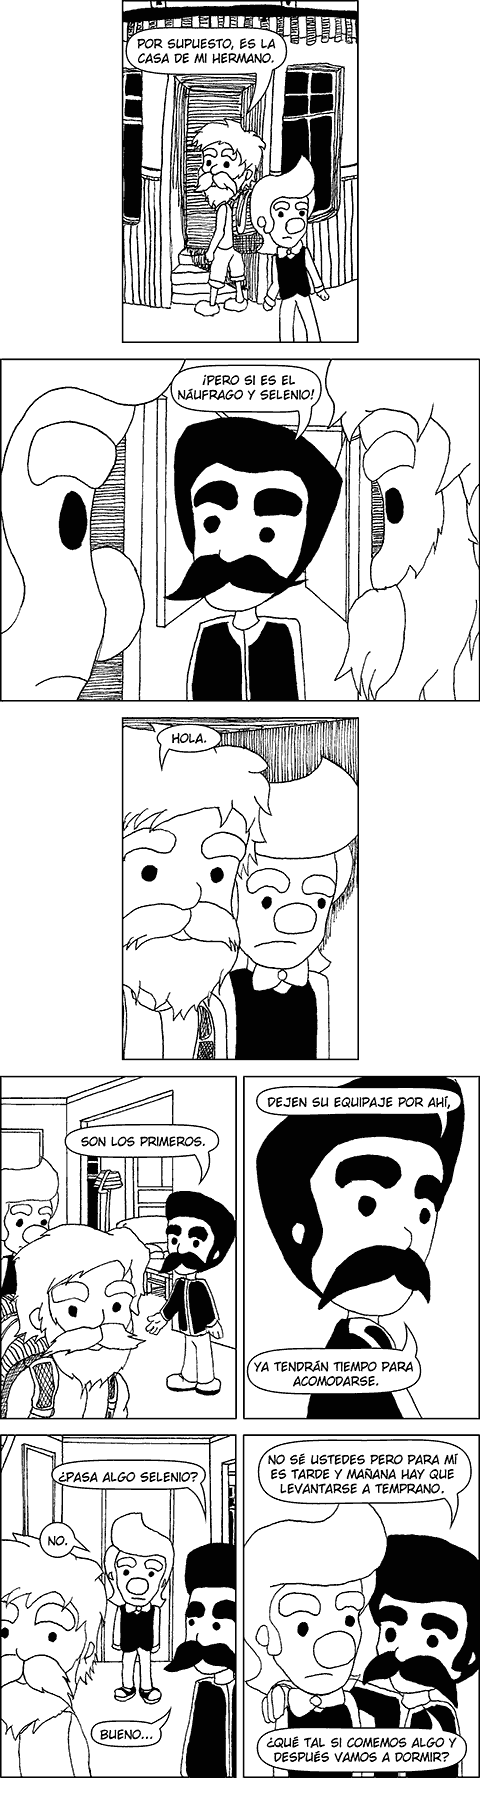 POR SUPUESTO, ES LA
CASA DE MI HERMANO.
¡PERO SI ES EL
NÁUFRAGO Y SELENIO!
HOLA.
SON LOS PRIMEROS.
DEJEN SU EQUIPAJE POR AHÍ,
YA TENDRÁN TIEMPO PARA
ACOMODARSE.
¿PASA ALGO SELENIO?
NO.
BUENO...
NO SÉ USTEDES PERO PARA MÍ
ES TARDE Y MAÑANA HAY QUE
LEVANTARSE A TEMPRANO.
¿QUÉ TAL SI COMEMOS ALGO Y
DESPUÉS VAMOS A DORMIR?